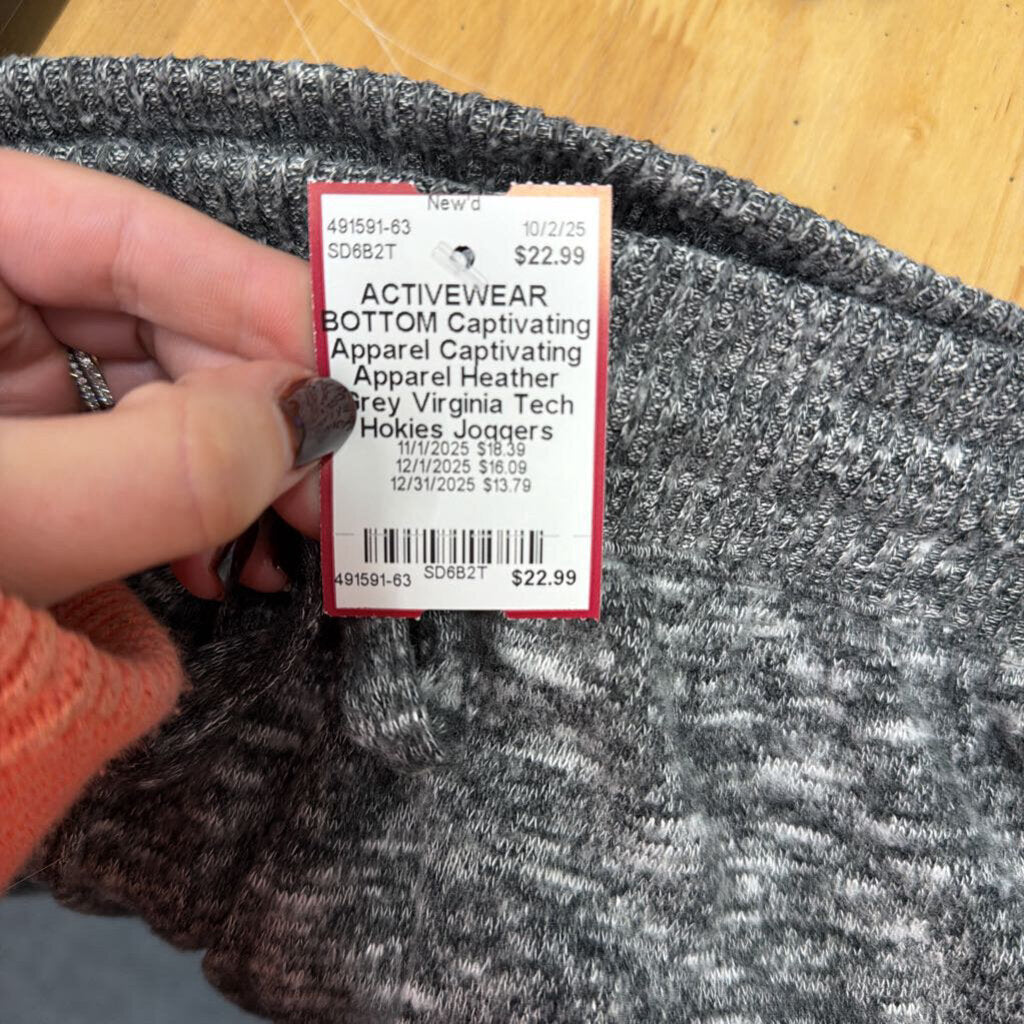 New'd
491591-63 10/2/25
SD6B2T $22.99
ACTIVEWEAR
BOTTOM Captivating
Apparel Captivating
Apparel Heather
Grey Virginia Tech
Hokies Joggers
11/1/2025 $18.39
12/1/2025 $16.09
12/31/2025 $13.79
491591-63 SD6B2T $22.99